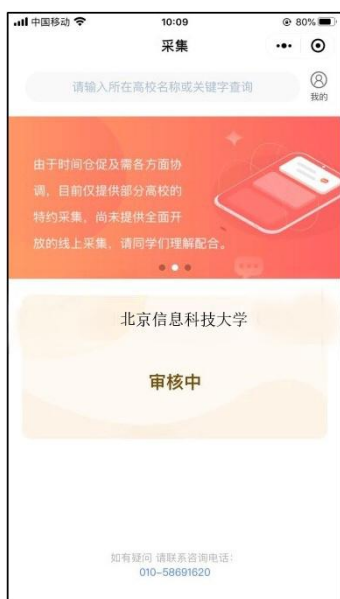 中国移动 10:09 80%
采集
请输入所在高校名称或关键字查询
我的
由于时间仓促及需各方面协
调，目前仅提供部分高校的
特约采集，尚未提供全面开
放的线上采集，请同学们理解配合。
北京信息科技大学
审核中
如有疑问 请联系咨询电话：
010-58691620